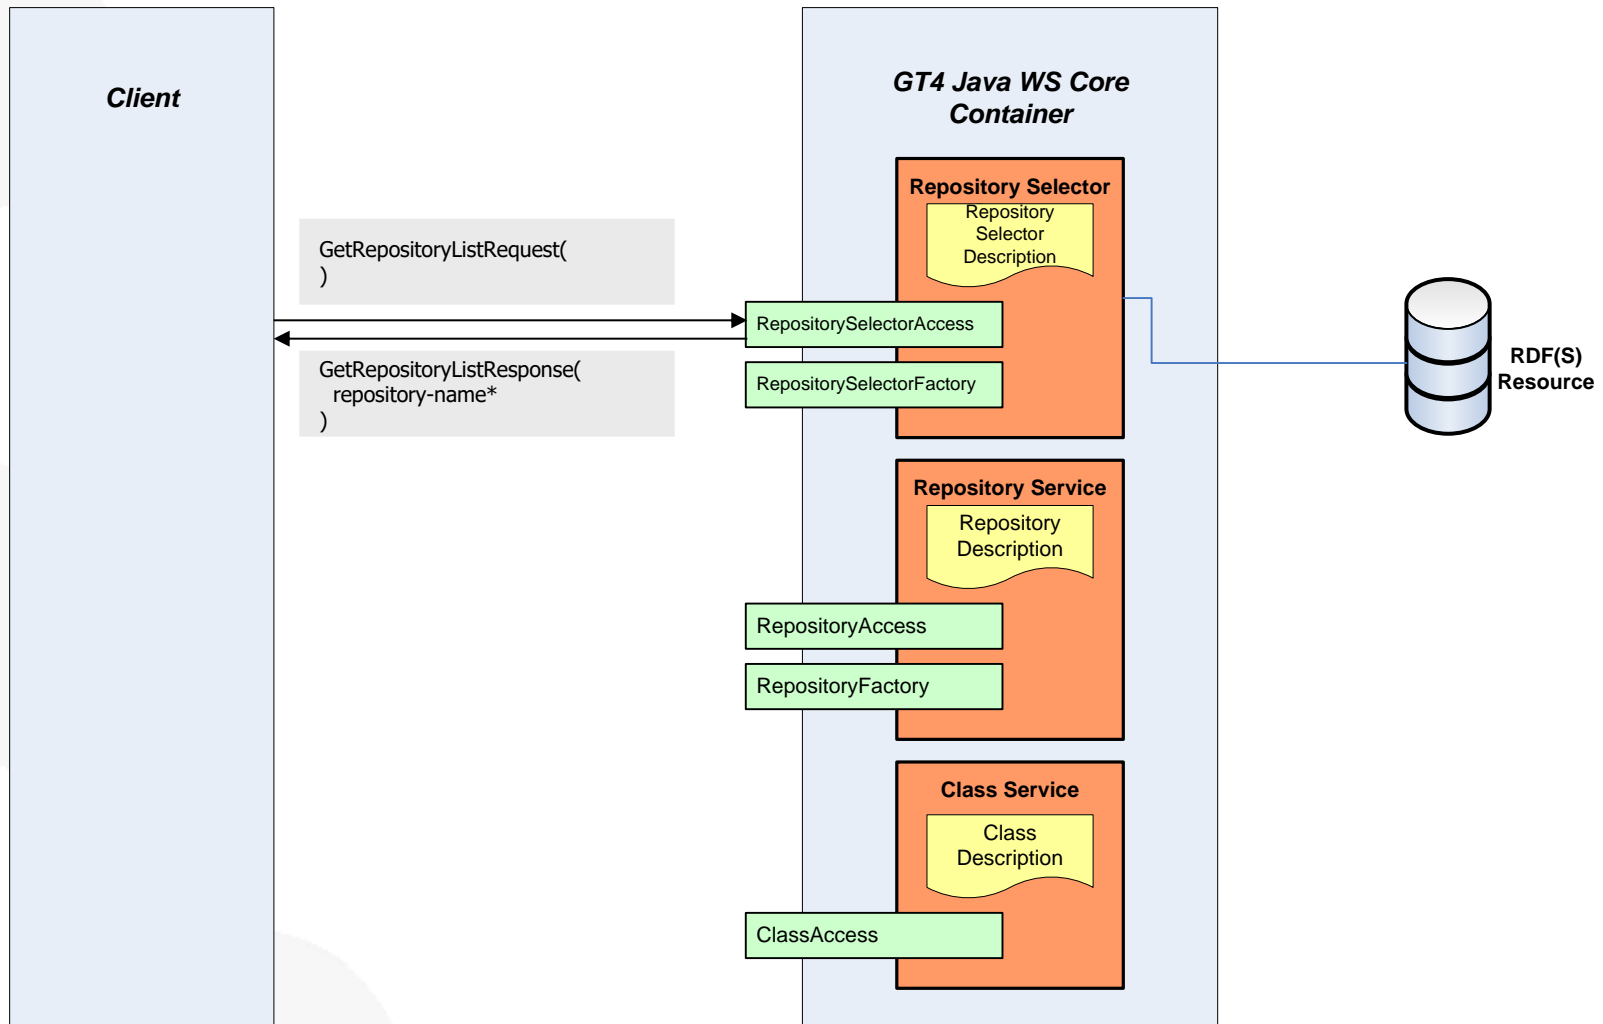 Client
GT4 Java WS Core
Container
Repository Selector
Repository
Selector
Description
GetRepositoryListRequest(
)
RepositorySelectorAccess
GetRepositoryListResponse(
repository-name*
)
RepositorySelectorFactory
RDF(S)
Resource
Repository Service
Repository
Description
RepositoryAccess
RepositoryFactory
Class Service
Class
Description
ClassAccess